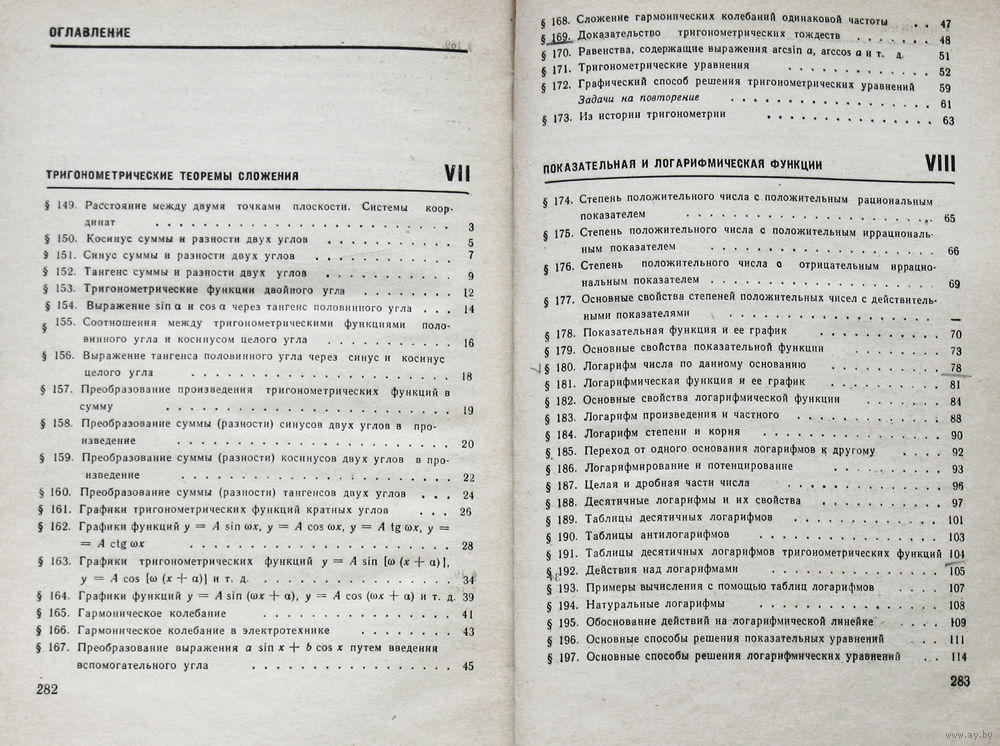 ОГЛАВЛЕНИЕ
ТРИГОНОМЕТРИЧЕСКИЕ ТЕОРЕМЫ СЛОЖЕНИЯ VII
§ 149. Расстояние между двумя точками плоскости. Системы коор-
динат . . . . . . . . . . . . . . . . . 3
§ 150. Косинус суммы и разности двух углов . . . . . . . . 5
§ 151. Синус суммы и разности двух углов . . . . . . . . 7
§ 152. Тангенс суммы и разности двух углов . . . . . . . . 9
§ 153. Тригонометрические функции двойного угла . . . . . . . 12
§ 154. Выражение sin α и cos α через тангенс половинного угла . . . 14
§ 155. Соотношения между тригонометрическими функциями поло-
винного угла и косинусом целого угла . . . . . . . . 16
§ 156. Выражение тангенса половинного угла через синус и косинус
целого угла . . . . . . . . . . . . . . . 18
§ 157. Преобразование произведения тригонометрических функций в
сумму . . . . . . . . . . . . . . . . . 19
§ 158. Преобразование суммы (разности) синусов двух углов в про-
изведение . . . . . . . . . . . . . . . . 20
§ 159. Преобразование суммы (разности) косинусов двух углов в про-
изведение . . . . . . . . . . . . . . . . 22
§ 160. Преобразование суммы (разности) тангенсов двух углов . . . 24
§ 161. Графики тригонометрических функций кратных углов . . . 26
§ 162. Графики функций y = A sin ωx, y = A cos ωx, y = A tg ωx, y =
= A ctg ωx . . . . . . . . . . . . . . . 28
§ 163. Графики тригонометрических функций y = A sin [ω (x + α)],
y = A cos [ω (x + α)] и т. д. . . . . . . . . . . . 34
§ 164. Графики функций y = A sin (ωx + α), y = A cos (ωx + α) и т. д. 39
§ 165. Гармоническое колебание . . . . . . . . . . . . 41
§ 166. Гармоническое колебание в электротехнике . . . . . . . 43
§ 167. Преобразование выражения a sin x + b cos x путем введения
вспомогательного угла . . . . . . . . . . . . 45
282
§ 168. Сложение гармонических колебаний одинаковой частоты . . 47
§ 169. Доказательство тригонометрических тождеств . . . . . 48
§ 170. Равенства, содержащие выражения arcsin a, arccos a и т. д. 51
§ 171. Тригонометрические уравнения . . . . . . . . . . 52
§ 172. Графический способ решения тригонометрических уравнений 59
Задачи на повторение . . . . . . . . . . . . . 61
§ 173. Из истории тригонометрии . . . . . . . . . . . 63
ПОКАЗАТЕЛЬНАЯ И ЛОГАРИФМИЧЕСКАЯ ФУНКЦИИ VIII
§ 174. Степень положительного числа с положительным рациональным
показателем . . . . . . . . . . . . . . . 65
§ 175. Степень положительного числа с положительным иррациональ-
ным показателем . . . . . . . . . . . . . . 66
§ 176. Степень положительного числа с отрицательным иррацио-
нальным показателем . . . . . . . . . . . . . 69
§ 177. Основные свойства степеней положительных чисел с действитель-
ными показателями . . . . . . . . . . . . . —
§ 178. Показательная функция и ее график . . . . . . . . 70
§ 179. Основные свойства показательной функции . . . . . . 73
§ 180. Логарифм числа по данному основанию . . . . . . . 78
§ 181. Логарифмическая функция и ее график . . . . . . . 81
§ 182. Основные свойства логарифмической функции . . . . . 84
§ 183. Логарифм произведения и частного . . . . . . . . . 88
§ 184. Логарифм степени и корня . . . . . . . . . . . 90
§ 185. Переход от одного основания логарифмов к другому . . . . 92
§ 186. Логарифмирование и потенцирование . . . . . . . . 93
§ 187. Целая и дробная части числа . . . . . . . . . . 96
§ 188. Десятичные логарифмы и их свойства . . . . . . . . 97
§ 189. Таблицы десятичных логарифмов . . . . . . . . . 101
§ 190. Таблицы антилогарифмов . . . . . . . . . . . 103
§ 191. Таблицы десятичных логарифмов тригонометрических функций 104
§ 192. Действия над логарифмами . . . . . . . . . . . 105
§ 193. Примеры вычисления с помощью таблиц логарифмов . . . . 107
§ 194. Натуральные логарифмы . . . . . . . . . . . . 108
§ 195. Обоснование действий на логарифмической линейке . . . . 109
§ 196. Основные способы решения показательных уравнений . . . 111
§ 197. Основные способы решения логарифмических уравнений . . 114
283
www.ay.by